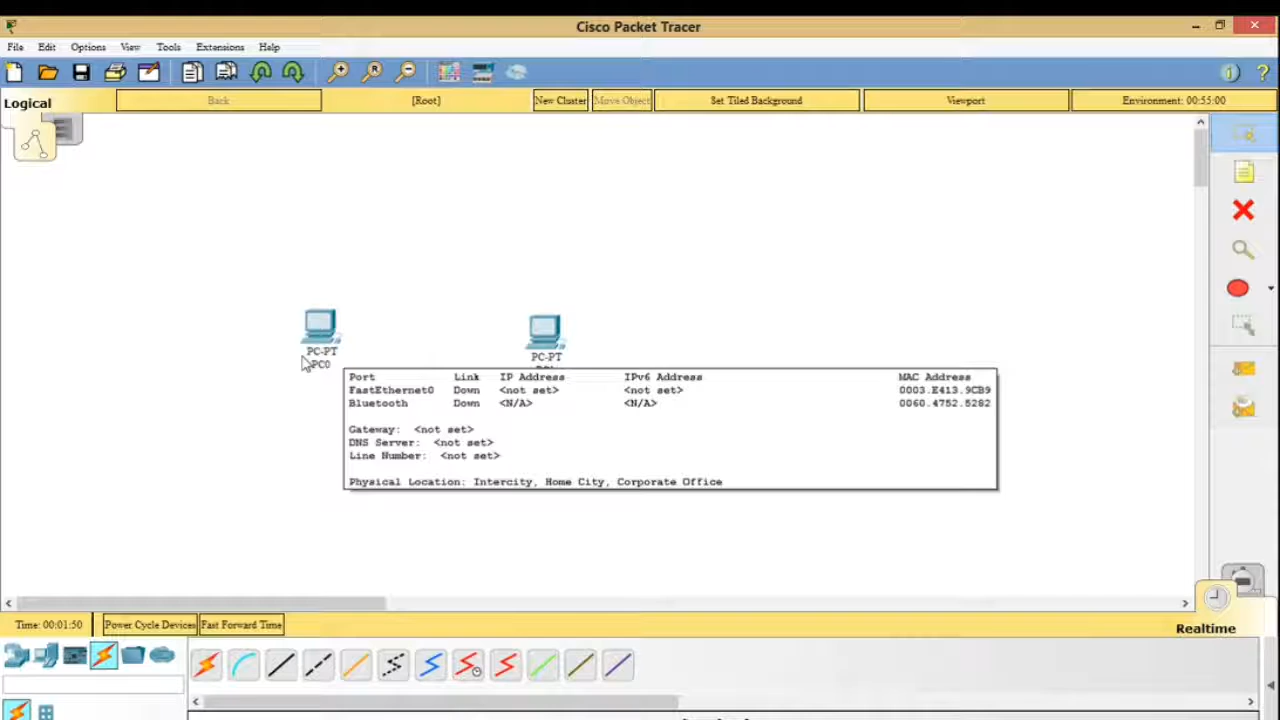 Cisco Packet Tracer
File Edit Options View Tools Extensions Help
Logical Back [Root] New Cluster Move Object Set Tiled Background Viewport Environment: 00:55:00
PC-PT
PC0
PC-PT
Port Link IP Address IPv6 Address MAC Address
FastEthernet0 Down <not set> <not set> 0003.E413.9CB9
Bluetooth Down <N/A> <N/A> 0060.4752.5282
Gateway: <not set>
DNS Server: <not set>
Line Number: <not set>
Physical Location: Intercity, Home City, Corporate Office
Time: 00:01:50 Power Cycle Devices Fast Forward Time
Realtime